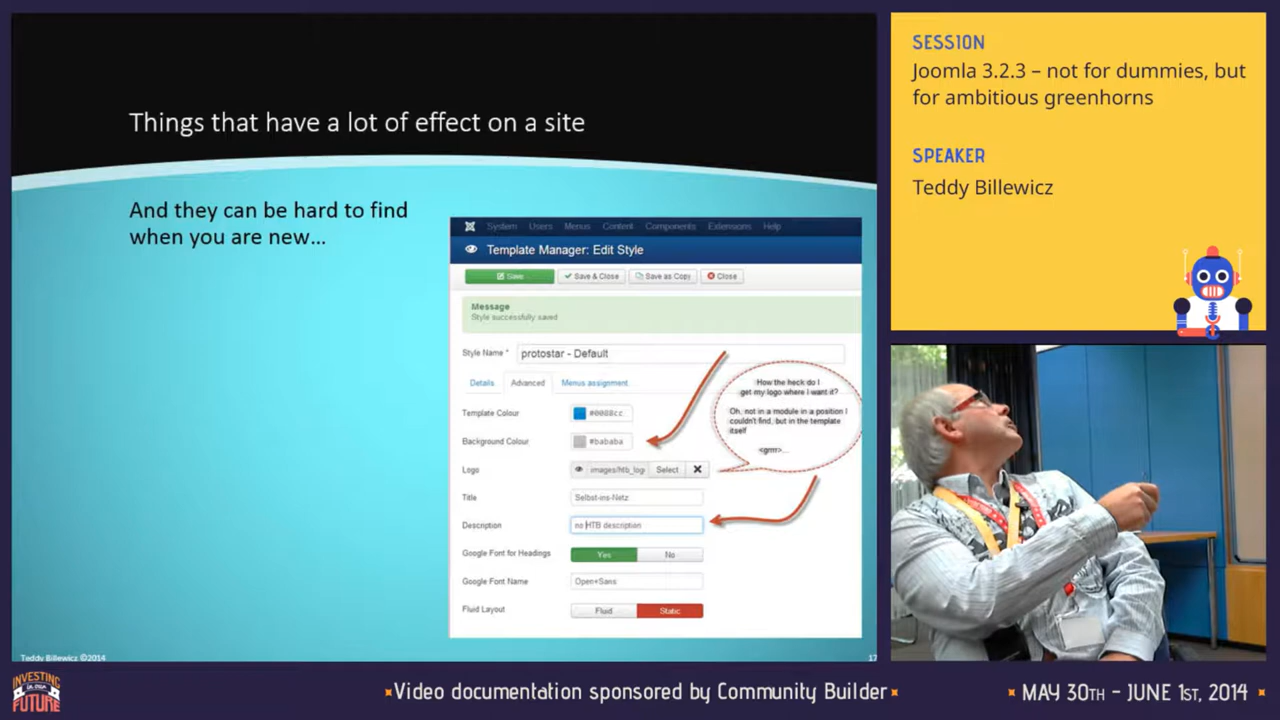 Things that have a lot of effect on a site
And they can be hard to find
when you are new...
System Users Menus Content Components Extensions Help
Template Manager: Edit Style
Save
Save & Close
Save as Copy
Close
Message
Style successfully saved
Style Name *
protostar - Default
Details
Advanced
Menus assignment
Template Colour
#0088cc
Background Colour
#bababa
Logo
Select
Title
Selbst-ins-Netz
Description
no HTB description
Google Font for Headings
Yes
No
Google Font Name
Open+Sans
Fluid Layout
Fluid
Static
How the heck do I
get my logo where I want it?
Oh, not in a module in a position I
couldn't find, but in the template
itself
<grrr>...
Teddy Billewicz ©2014
17
SESSION
Joomla 3.2.3 – not for dummies, but
for ambitious greenhorns
SPEAKER
Teddy Billewicz
INVESTING
IN OUR
FUTURE
Video documentation sponsored by Community Builder
MAY 30TH - JUNE 1ST, 2014